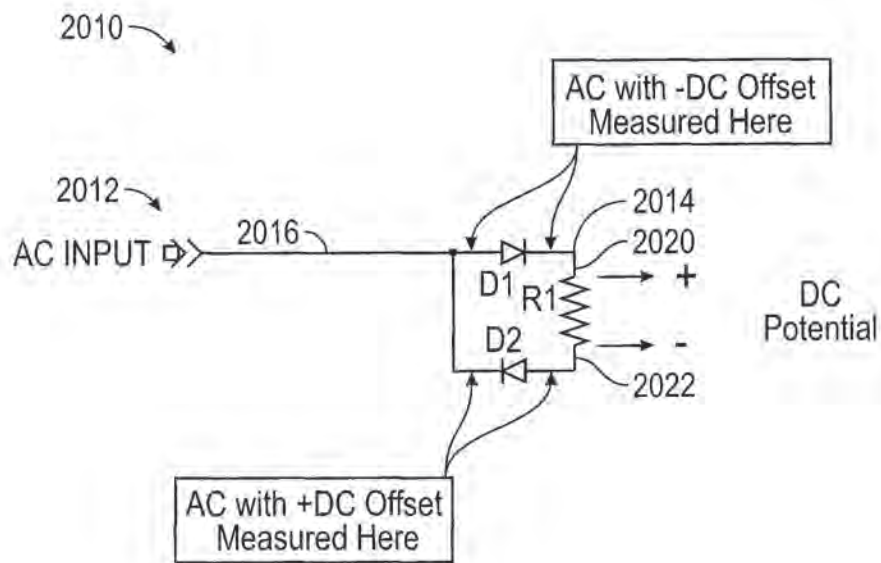 2010
AC with -DC Offset
Measured Here
2012
AC INPUT
2016
2014
2020
D1
R1
+
DC
Potential
D2
-
2022
AC with +DC Offset
Measured Here